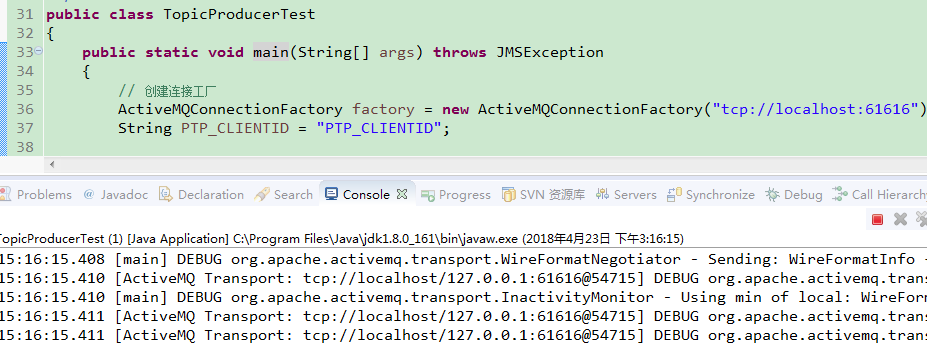 31 public class TopicProducerTest
32 {
33 public static void main(String[] args) throws JMSException
34 {
35 // 创建连接工厂
36 ActiveMQConnectionFactory factory = new ActiveMQConnectionFactory("tcp://localhost:61616")
37 String PTP_CLIENTID = "PTP_CLIENTID";
38
Problems @ Javadoc Declaration Search Console Progress SVN 资源库 Servers Synchronize Debug Call Hierarchy
TopicProducerTest (1) [Java Application] C:\Program Files\Java\jdk1.8.0_161\bin\javaw.exe (2018年4月23日 下午3:16:15)
15:16:15.408 [main] DEBUG org.apache.activemq.transport.WireFormatNegotiator - Sending: WireFormatInfo
15:16:15.410 [ActiveMQ Transport: tcp://localhost/127.0.0.1:61616@54715] DEBUG org.apache.activemq.trans
15:16:15.410 [main] DEBUG org.apache.activemq.transport.InactivityMonitor - Using min of local: WireForm
15:16:15.411 [ActiveMQ Transport: tcp://localhost/127.0.0.1:61616@54715] DEBUG org.apache.activemq.trans
15:16:15.411 [ActiveMQ Transport: tcp://localhost/127.0.0.1:61616@54715] DEBUG org.apache.activemq.trans